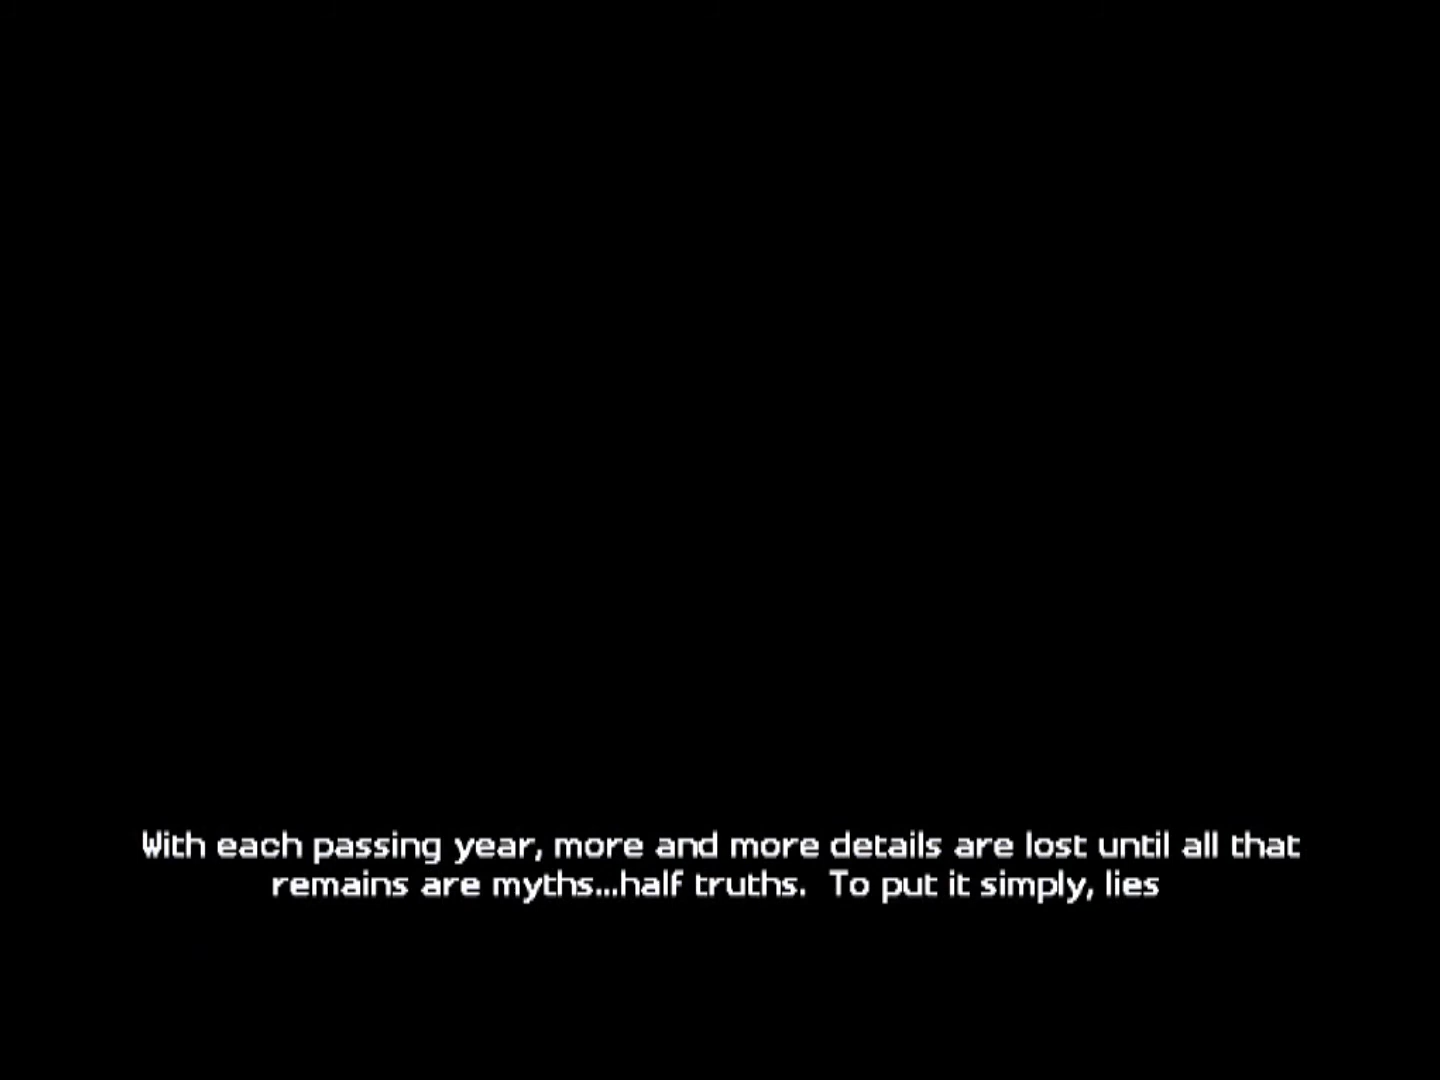 With each passing year, more and more details are lost until all that
remains are myths...half truths.  To put it simply, lies